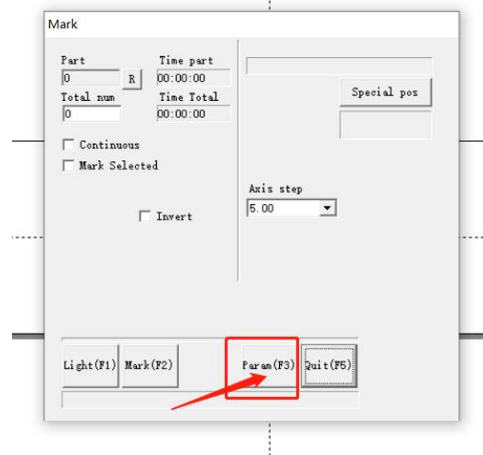 Mark
Part Time part
0 R 00:00:00
Total num Time Total
0 00:00:00
Special pos
Continuous
Mark Selected
Axis step
Invert 5.00
Light(F1) Mark(F2) Param(F3) Quit(F5)